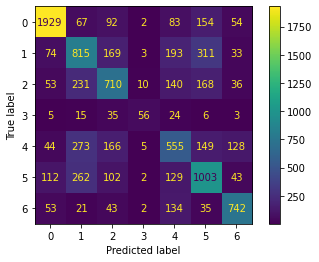 0 1929 67 92 2 83 154 54
1 74 815 169 3 193 311 33
2 53 231 710 10 140 168 36
3 5 15 35 56 24 6 3
4 44 273 166 5 555 149 128
5 112 262 102 2 129 1003 43
6 53 21 43 2 134 35 742
0 1 2 3 4 5 6
Predicted label
True label
1750
1500
1250
1000
750
500
250